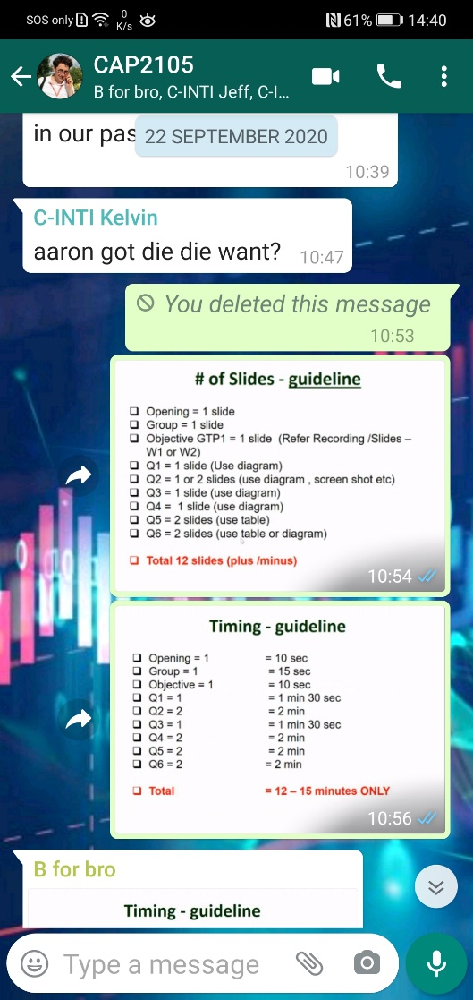 SOS only 0 K/s 61% 14:40
CAP2105
B for bro, C-INTI Jeff, C-I...
in our pas
22 SEPTEMBER 2020
10:39
C-INTI Kelvin
aaron got die die want? 10:47
You deleted this message
10:53
# of Slides - guideline
Opening = 1 slide
Group = 1 slide
Objective GTP1 = 1 slide (Refer Recording /Slides –
W1 or W2)
Q1 = 1 slide (Use diagram)
Q2 = 1 or 2 slides (use diagram , screen shot etc)
Q3 = 1 slide (use diagram)
Q4 = 1 slide (use diagram)
Q5 = 2 slides (use table)
Q6 = 2 slides (use table or diagram)
Total 12 slides (plus /minus)
10:54
Timing - guideline
Opening = 1 = 10 sec
Group = 1 = 15 sec
Objective = 1 = 10 sec
Q1 = 1 = 1 min 30 sec
Q2 = 2 = 2 min
Q3 = 1 = 1 min 30 sec
Q4 = 2 = 2 min
Q5 = 2 = 2 min
Q6 = 2 = 2 min
Total = 12 – 15 minutes ONLY
10:56
B for bro
Timing - guideline
Type a message